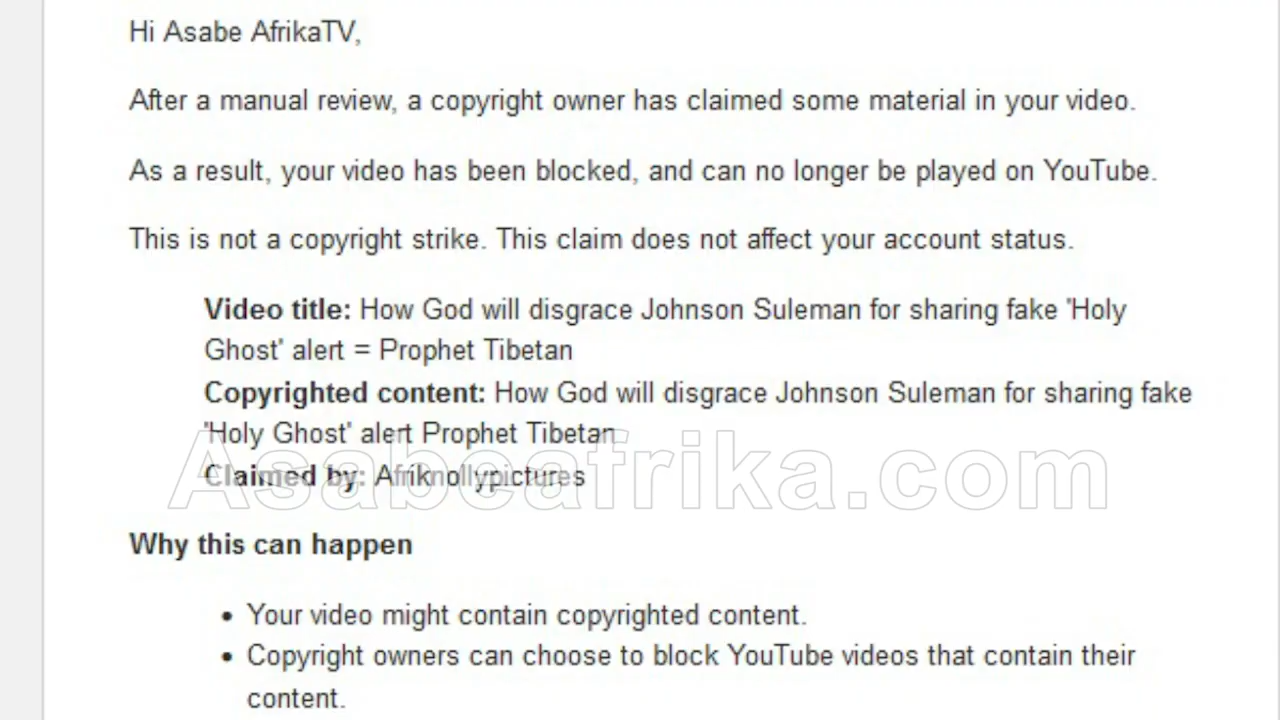 Hi Asabe AfrikaTV,
After a manual review, a copyright owner has claimed some material in your video.
As a result, your video has been blocked, and can no longer be played on YouTube.
This is not a copyright strike. This claim does not affect your account status.
Video title: How God will disgrace Johnson Suleman for sharing fake 'Holy
Ghost' alert = Prophet Tibetan
Copyrighted content: How God will disgrace Johnson Suleman for sharing fake
'Holy Ghost' alert Prophet Tibetan
Claimed by: Afriknollypictures
Asabeafrika.com
Why this can happen
• Your video might contain copyrighted content.
• Copyright owners can choose to block YouTube videos that contain their
content.